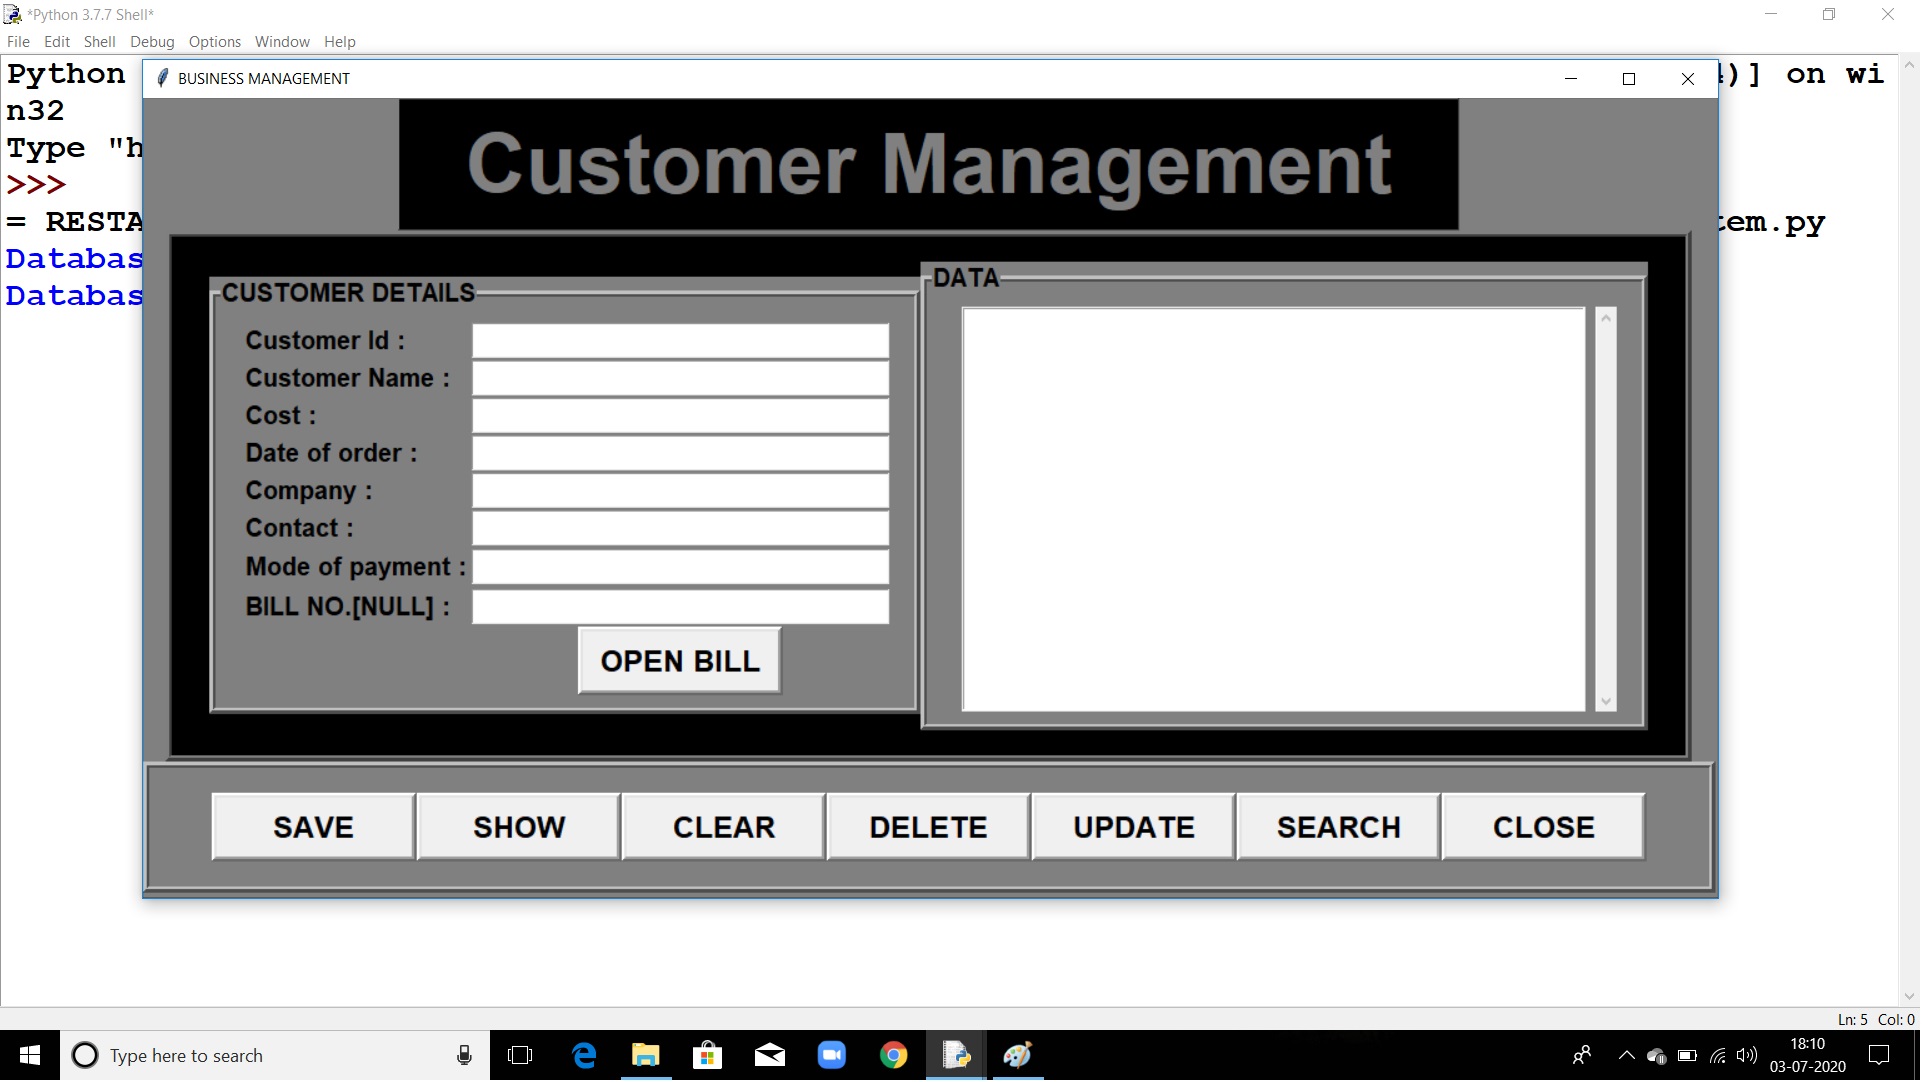 *Python 3.7.7 Shell*
File Edit Shell Debug Options Window Help
BUSINESS MANAGEMENT
Python
4)] on wi
n32
Type "h
>>>
= RESTA
tem.py
Databas
Databas
Customer Management
CUSTOMER DETAILS
Customer Id :
Customer Name :
Cost :
Date of order :
Company :
Contact :
Mode of payment :
BILL NO.[NULL] :
OPEN BILL
DATA
SAVE SHOW CLEAR DELETE UPDATE SEARCH CLOSE
Ln: 5 Col: 0
Type here to search
18:10
03-07-2020